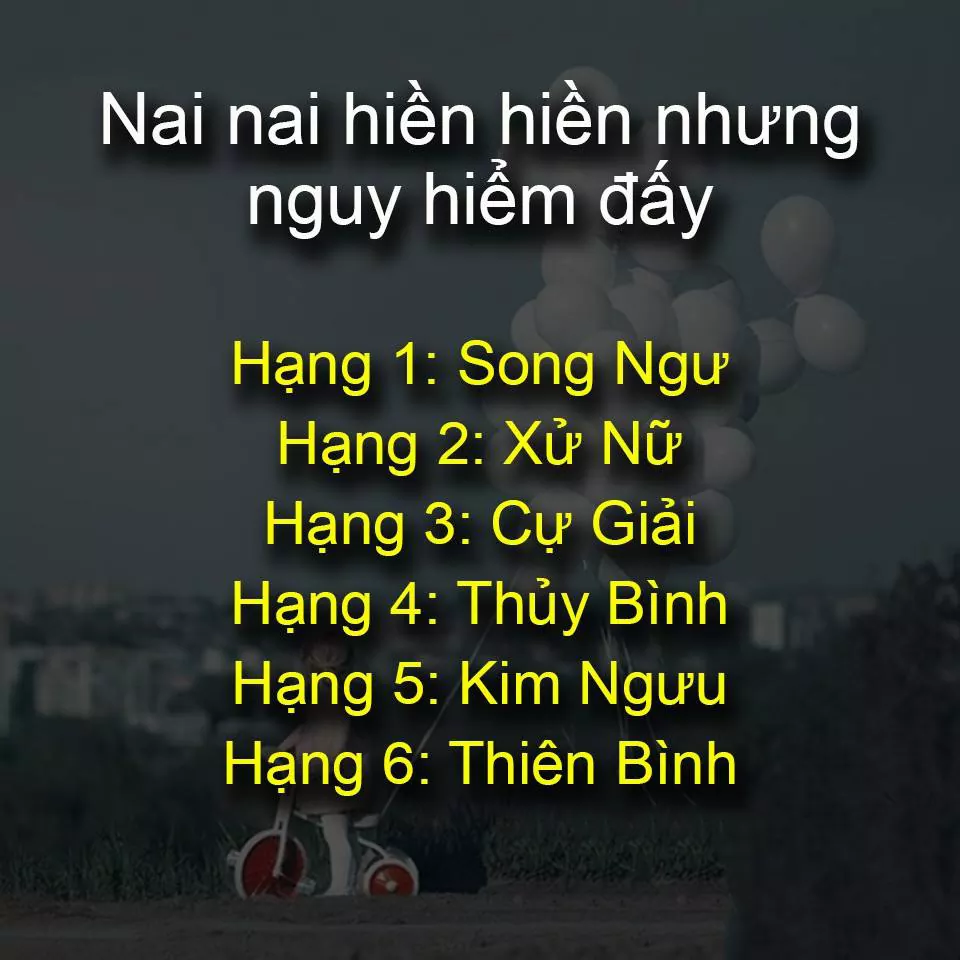 Nai nai hiền hiền nhưng
nguy hiểm đấy
Hạng 1: Song Ngư
Hạng 2: Xử Nữ
Hạng 3: Cự Giải
Hạng 4: Thủy Bình
Hạng 5: Kim Ngưu
Hạng 6: Thiên Bình